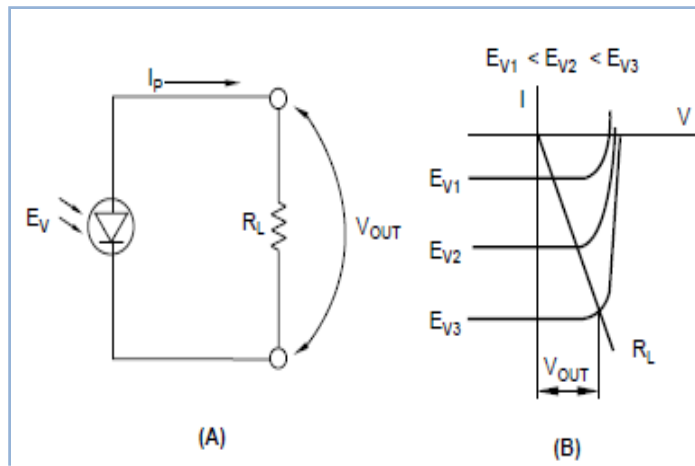 I_P
E_V
R_L
V_OUT
(A)
E_V1 < E_V2 < E_V3
I
V
E_V1
E_V2
E_V3
R_L
V_OUT
(B)